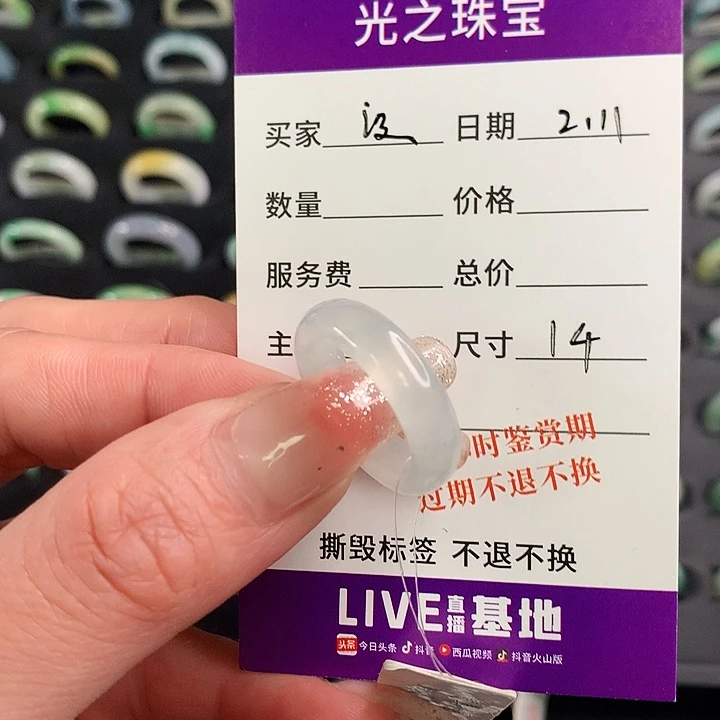 光之珠宝
买家 没 日期 2.11
数量 价格
服务费 总价
主 尺寸 14
时鉴赏期
过期不退不换
撕毁标签 不退不换
LIVE直播基地
头条 今日头条 抖音 西瓜视频 抖音火山版